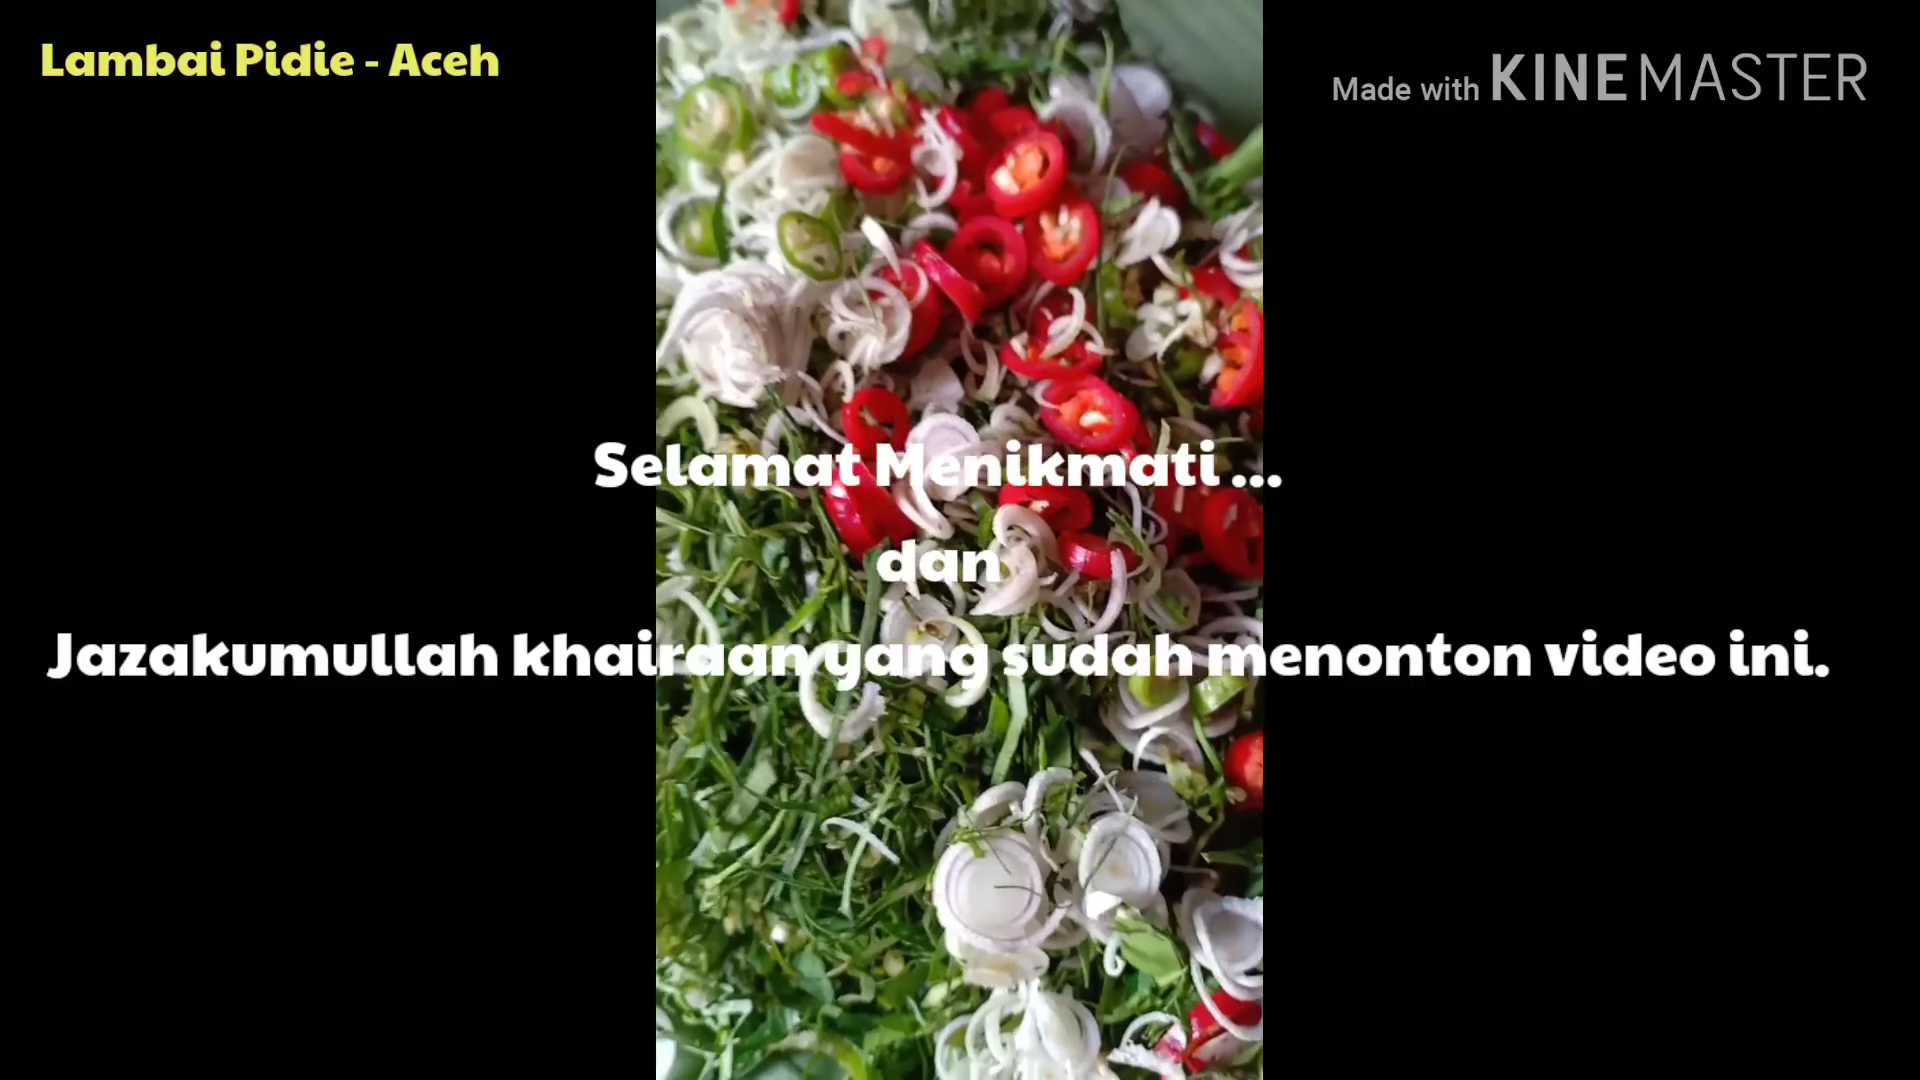 Lambai Pidie - Aceh
Made with KINEMASTER
Selamat Menikmati ...
dan
Jazakumullah khairaan yang sudah menonton video ini.